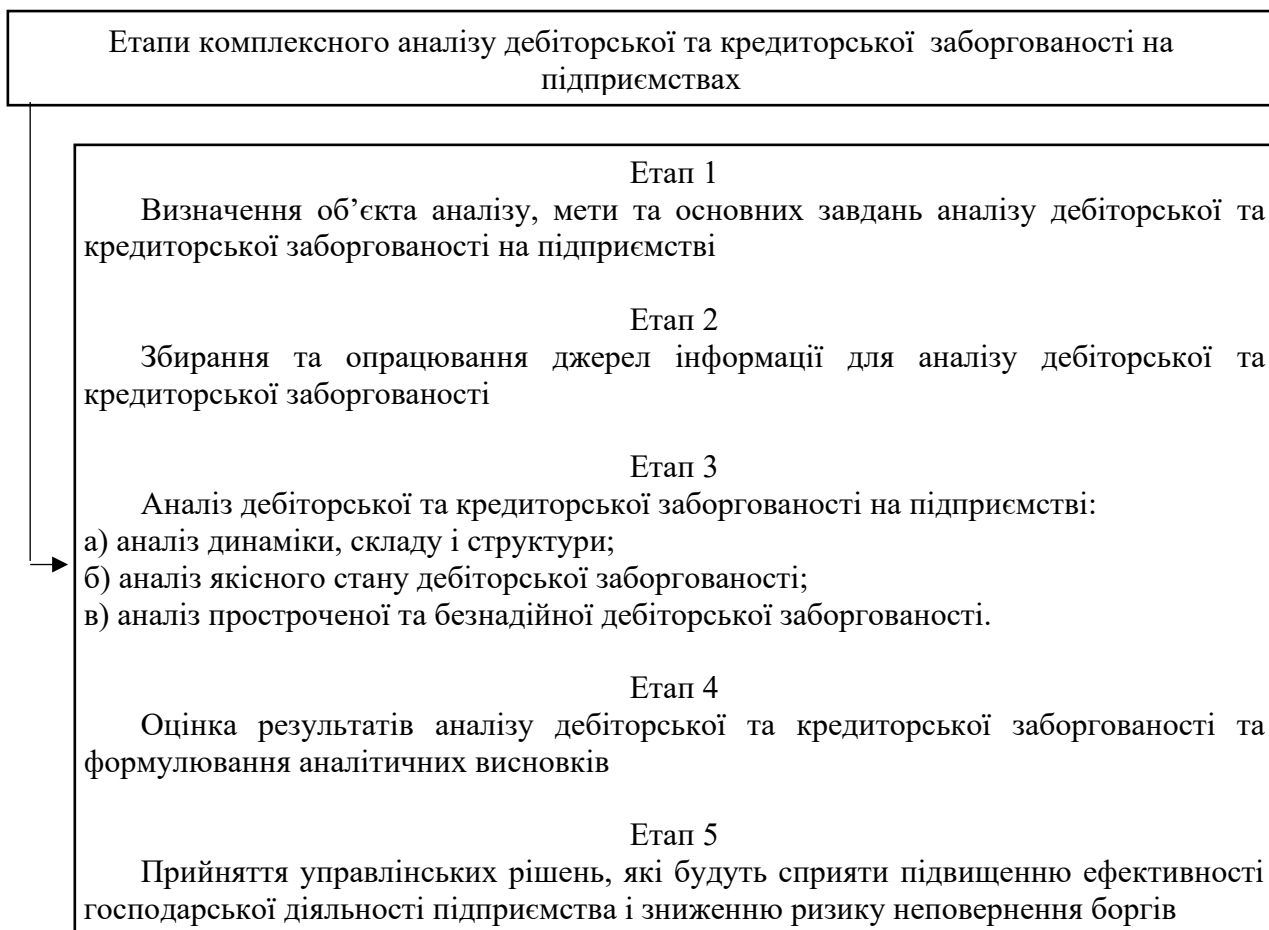 Етапи комплексного аналізу дебіторської та кредиторської заборгованості на
підприємствах
Етап 1
Визначення об’єкта аналізу, мети та основних завдань аналізу дебіторської та
кредиторської заборгованості на підприємстві
Етап 2
Збирання та опрацювання джерел інформації для аналізу дебіторської та
кредиторської заборгованості
Етап 3
Аналіз дебіторської та кредиторської заборгованості на підприємстві:
а) аналіз динаміки, складу і структури;
б) аналіз якісного стану дебіторської заборгованості;
в) аналіз простроченої та безнадійної дебіторської заборгованості.
Етап 4
Оцінка результатів аналізу дебіторської та кредиторської заборгованості та
формулювання аналітичних висновків
Етап 5
Прийняття управлінських рішень, які будуть сприяти підвищенню ефективності
господарської діяльності підприємства і зниженню ризику неповернення боргів